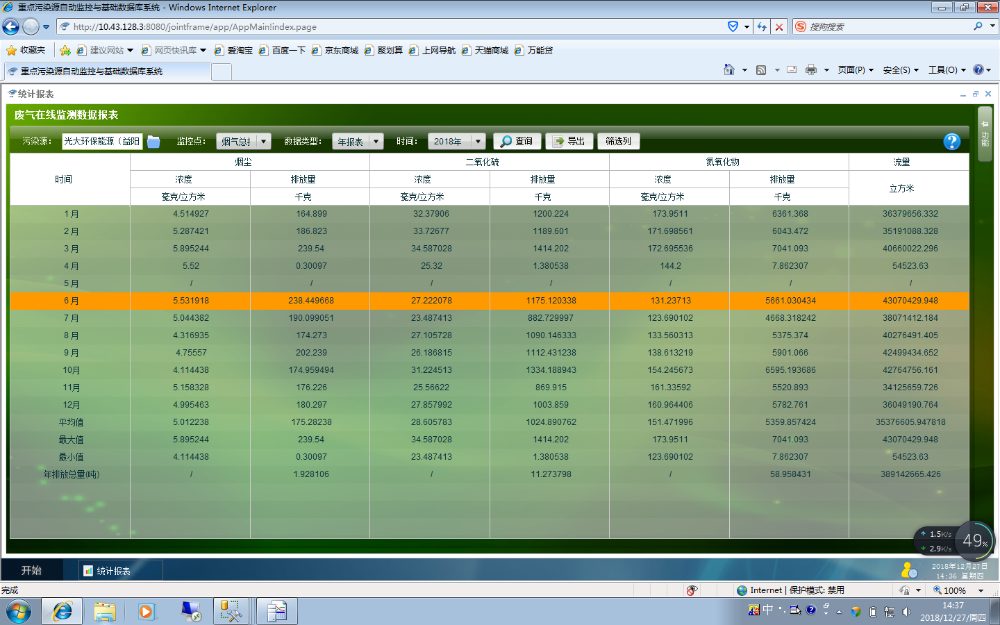 重点污染源自动监控与基础数据库系统 - Windows Internet Explorer
http://10.43.128.3:8080/jointframe/app/AppMain!index.page
搜狗搜索
收藏夹 建议网站 网页快讯库 爱淘宝 百度一下 京东商城 聚划算 上网导航 天猫商城 万能贷
重点污染源自动监控与基础数据库系统
页面(P) 安全(S) 工具(O)
统计报表
废气在线监测数据报表
功能
污染源: 光大环保能源（益阳 监控点: 烟气总排 数据类型: 年报表 时间: 2018年 查询 导出 筛选列
时间 烟尘 二氧化硫 氮氧化物 流量
浓度 排放量 浓度 排放量 浓度 排放量 立方米
毫克/立方米 千克 毫克/立方米 千克 毫克/立方米 千克
1月 4.514927 164.899 32.37906 1200.224 173.9511 6361.368 36379656.332
2月 5.287421 186.823 33.72677 1189.601 171.698561 6043.472 35191088.328
3月 5.895244 239.54 34.587028 1414.202 172.695536 7041.093 40660022.296
4月 5.52 0.30097 25.32 1.380538 144.2 7.862307 54523.63
5月 / / / / / / /
6月 5.531918 238.449668 27.222078 1175.120338 131.23713 5661.030434 43070429.948
7月 5.044382 190.099051 23.487413 882.729997 123.690102 4668.318242 38071412.184
8月 4.316935 174.273 27.105728 1090.146333 133.560313 5375.374 40276491.405
9月 4.75557 202.239 26.186815 1112.431238 138.613219 5901.066 42499434.652
10月 4.114438 174.959494 31.224513 1334.188943 154.245673 6595.193686 42764756.161
11月 5.158328 176.226 25.56622 869.915 161.33592 5520.893 34125659.726
12月 4.995463 180.297 27.857992 1003.859 160.964406 5782.761 36049190.764
平均值 5.012238 175.28238 28.605783 1024.890762 151.471996 5359.857424 35376605.947818
最大值 5.895244 239.54 34.587028 1414.202 173.9511 7041.093 43070429.948
最小值 4.114438 0.30097 23.487413 1.380538 123.690102 7.862307 54523.63
年排放总量(吨) / 1.928106 / 11.273798 / 58.958431 389142665.426
1.5K/s
2.9K/s
49%
开始 统计报表
2018年12月27日
14:36 星期四
完成 Internet | 保护模式: 禁用 100%
中
14:37
2018/12/27/周四